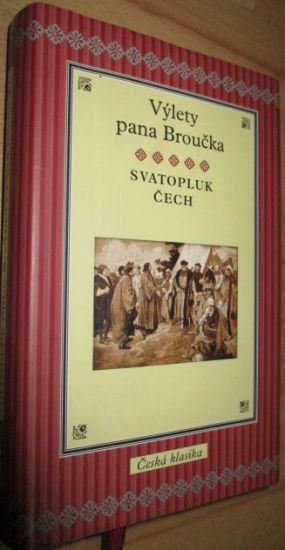 Výlety
pana Broučka
SVATOPLUK
ČECH
Česká klasika